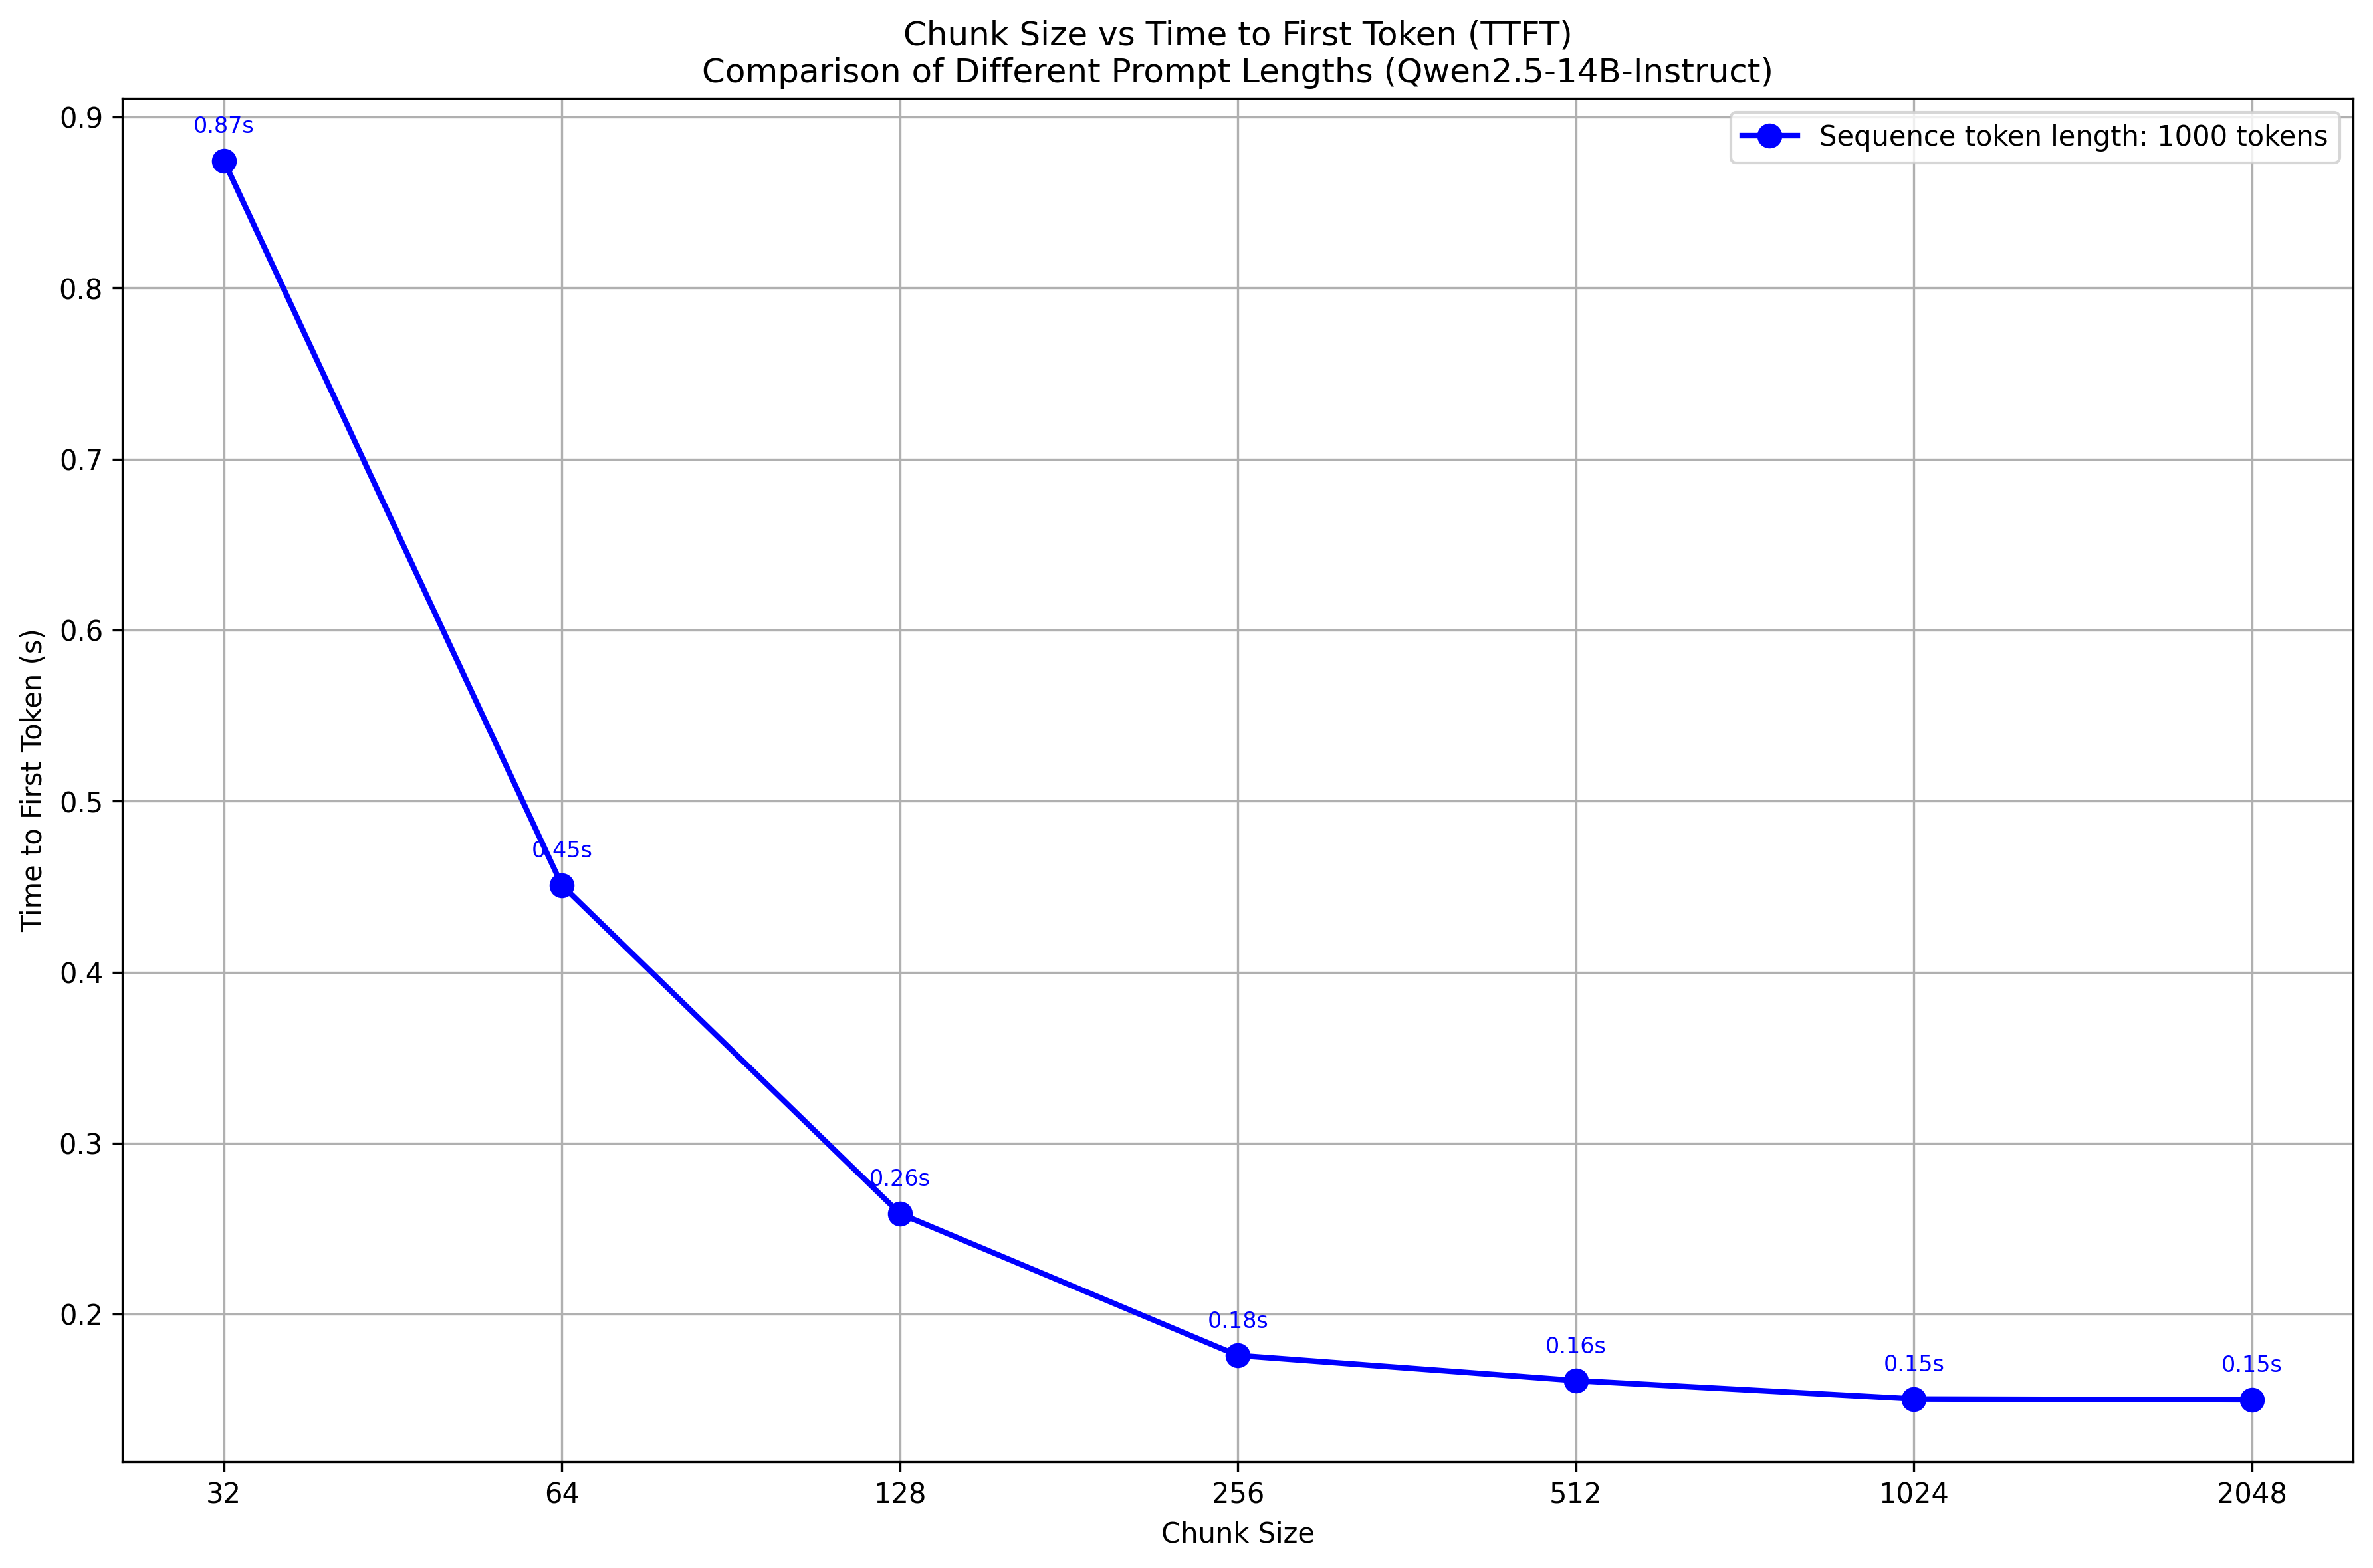 Chunk Size vs Time to First Token (TTFT)
Comparison of Different Prompt Lengths (Qwen2.5-14B-Instruct)
Sequence token length: 1000 tokens
Time to First Token (s)
0.9
0.8
0.7
0.6
0.5
0.4
0.3
0.2
0.87s
0.45s
0.26s
0.18s
0.16s
0.15s
0.15s
32 64 128 256 512 1024 2048
Chunk Size